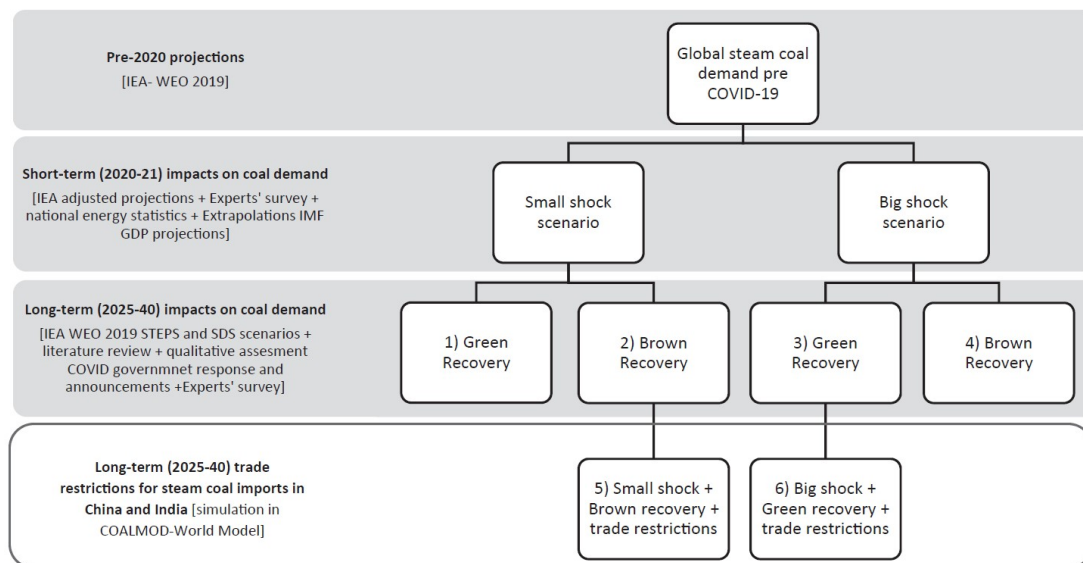 Pre-2020 projections
[IEA- WEO 2019]
Global steam coal
demand pre
COVID-19
Short-term (2020-21) impacts on coal demand
[IEA adjusted projections + Experts' survey +
national energy statistics + Extrapolations IMF
GDP projections]
Small shock
scenario
Big shock
scenario
Long-term (2025-40) impacts on coal demand
[IEA WEO 2019 STEPS and SDS scenarios +
literature review + qualitative assesment
COVID governmnet response and
announcements +Experts' survey]
1) Green
Recovery
2) Brown
Recovery
3) Green
Recovery
4) Brown
Recovery
Long-term (2025-40) trade
restrictions for steam coal imports in
China and India [simulation in
COALMOD-World Model]
5) Small shock +
Brown recovery +
trade restrictions
6) Big shock +
Green recovery +
trade restrictions